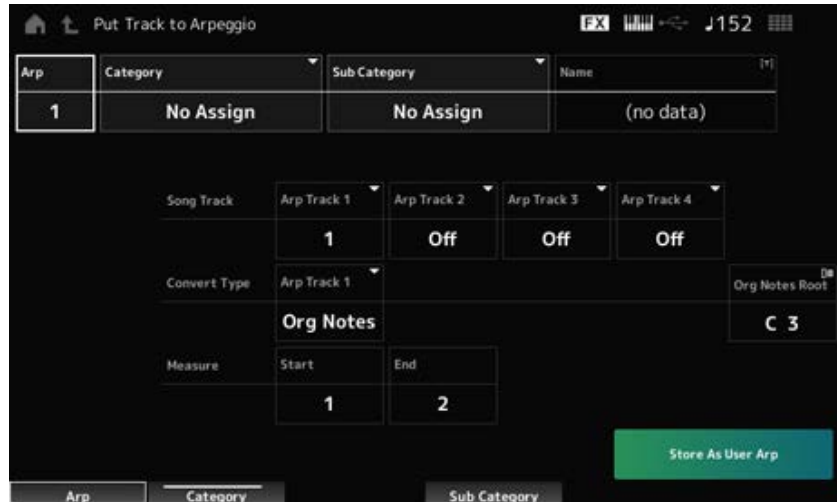 Put Track to Arpeggio FX ♩152
Arp Category Sub Category Name
1 No Assign No Assign (no data)
Song Track Arp Track 1 Arp Track 2 Arp Track 3 Arp Track 4
1 Off Off Off
Convert Type Arp Track 1 Org Notes Root
Org Notes C 3
Measure Start End
1 2
Store As User Arp
Arp Category Sub Category